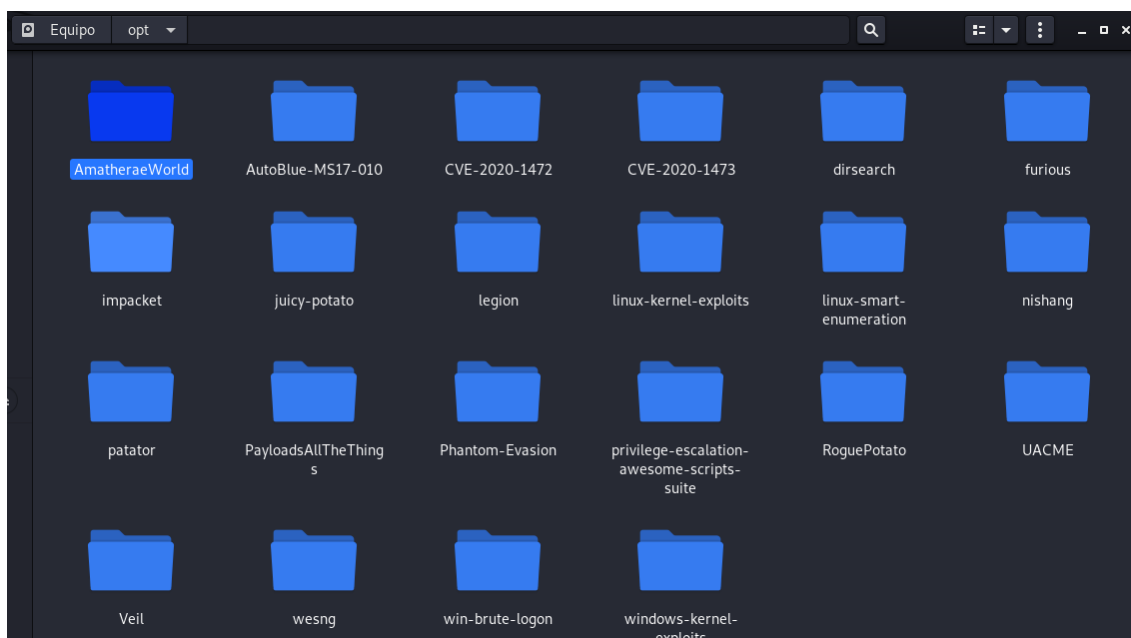 Equipo opt
AmatheraeWorld AutoBlue-MS17-010 CVE-2020-1472 CVE-2020-1473 dirsearch furious
impacket juicy-potato legion linux-kernel-exploits linux-smart-
enumeration nishang
patator PayloadsAllTheThing
s Phantom-Evasion privilege-escalation-
awesome-scripts-
suite RoguePotato UACME
Veil wesng win-brute-logon windows-kernel-
exploits